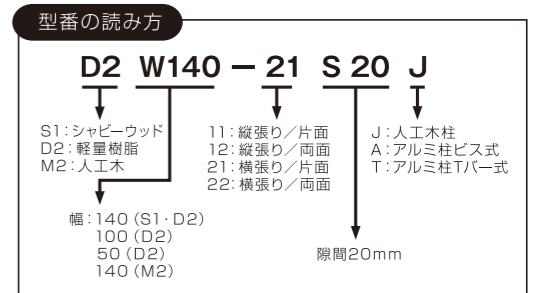 型番の読み方
D2 W140 − 21 S 20 J
S1：シャビーウッド
D2：軽量樹脂
M2：人工木
11：縦張り／片面
12：縦張り／両面
21：横張り／片面
22：横張り／両面
J：人工木柱
A：アルミ柱ビス式
T：アルミ柱Tバー式
幅：140（S1・D2）
100（D2）
50（D2）
140（M2）
隙間20mm